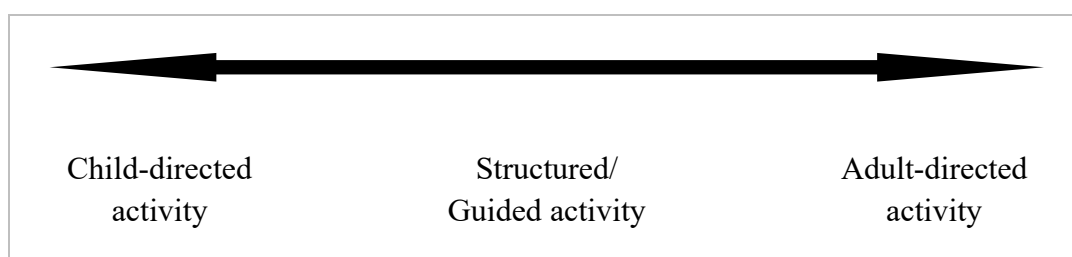 Child-directed
activity
Structured/
Guided activity
Adult-directed
activity